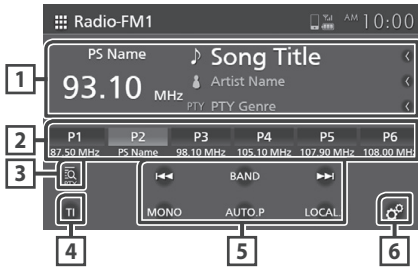 Radio-FM1 AM 10:00
PS Name Song Title
93.10 MHz Artist Name
PTY PTY Genre
1
P1 P2 P3 P4 P5 P6
87.50 MHz PS Name 98.10 MHz 105.10 MHz 107.90 MHz 108.00 MHz
2
3
PTY BAND
TI MONO AUTO.P LOCAL
4 5 6